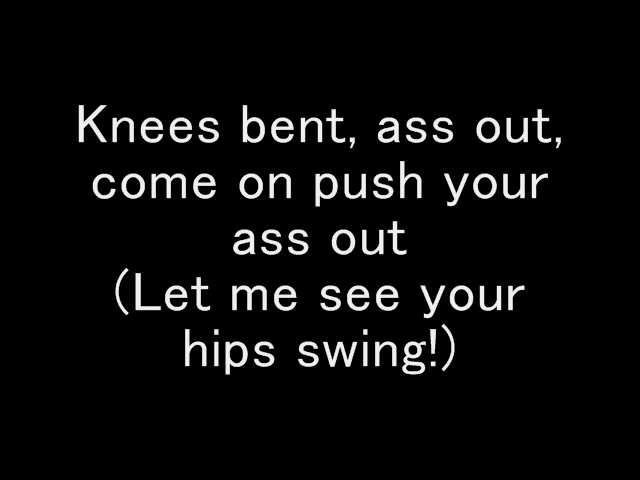 Knees bent, ass out,
come on push your
ass out
(Let me see your
hips swing!)